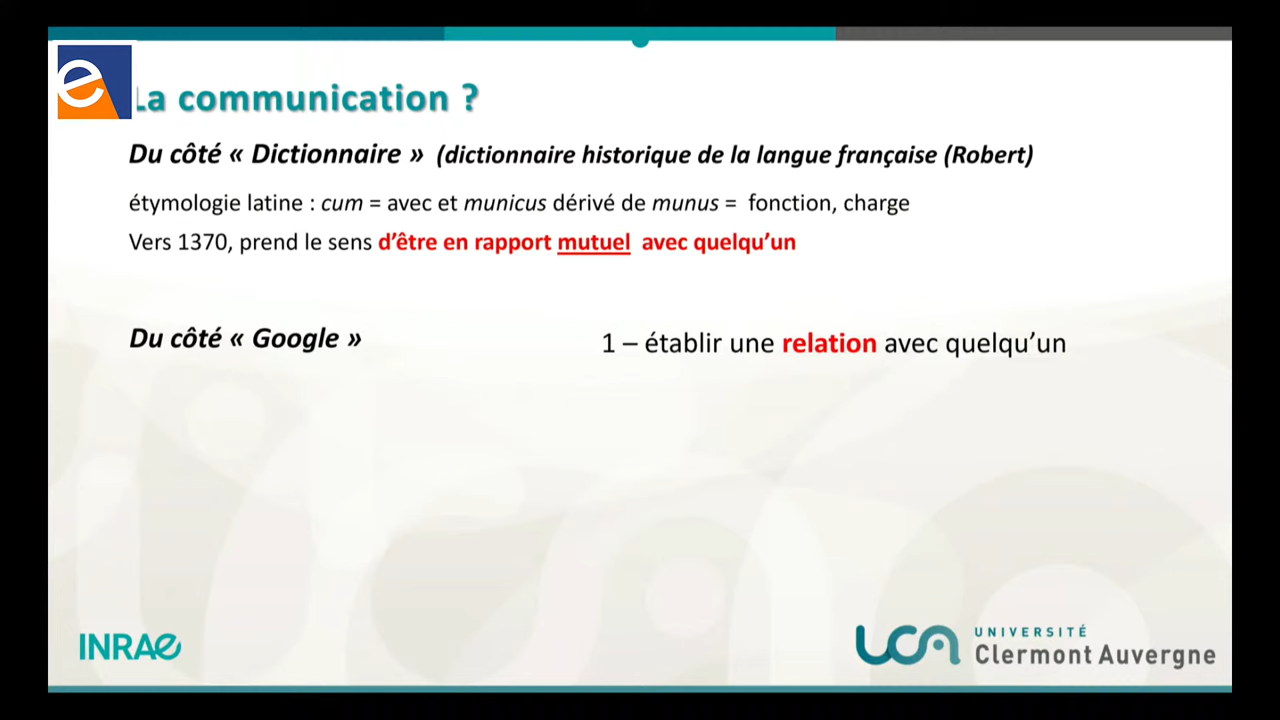 La communication ?
Du côté « Dictionnaire » (dictionnaire historique de la langue française (Robert)
étymologie latine : cum = avec et municus dérivé de munus = fonction, charge
Vers 1370, prend le sens d’être en rapport mutuel avec quelqu’un
Du côté « Google »
1 – établir une relation avec quelqu’un
INRAE
UCA UNIVERSITÉ
Clermont Auvergne